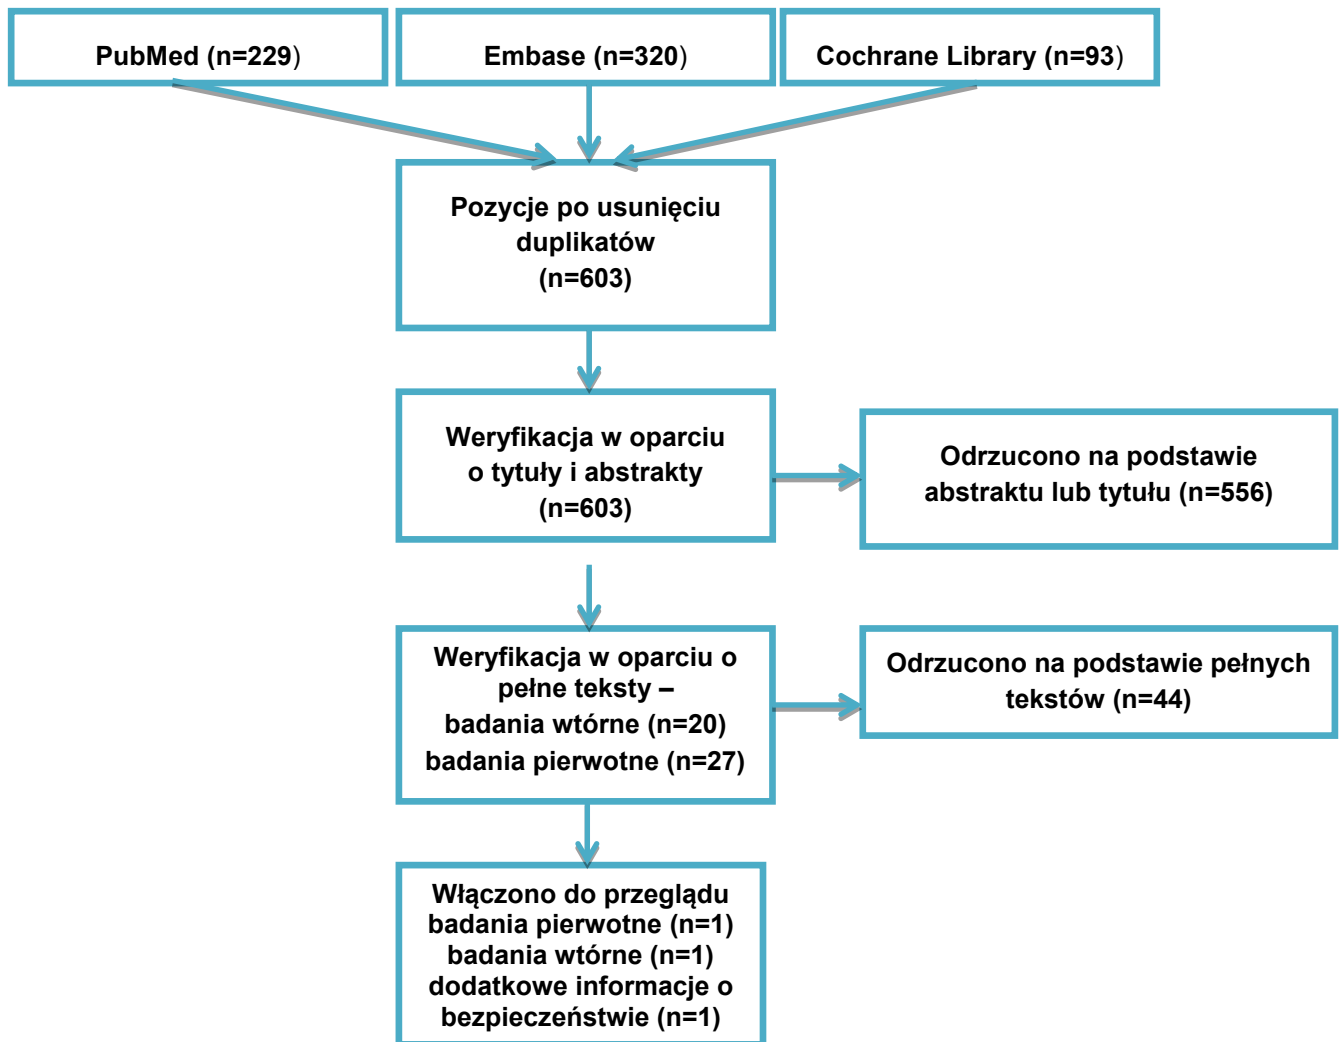 PubMed (n=229)
Embase (n=320)
Cochrane Library (n=93)
Pozycje po usunięciu
duplikatów
(n=603)
Weryfikacja w oparciu
o tytuły i abstrakty
(n=603)
Odrzucono na podstawie
abstraktu lub tytułu (n=556)
Weryfikacja w oparciu o
pełne teksty –
badania wtórne (n=20)
badania pierwotne (n=27)
Odrzucono na podstawie pełnych
tekstów (n=44)
Włączono do przeglądu
badania pierwotne (n=1)
badania wtórne (n=1)
dodatkowe informacje o
bezpieczeństwie (n=1)